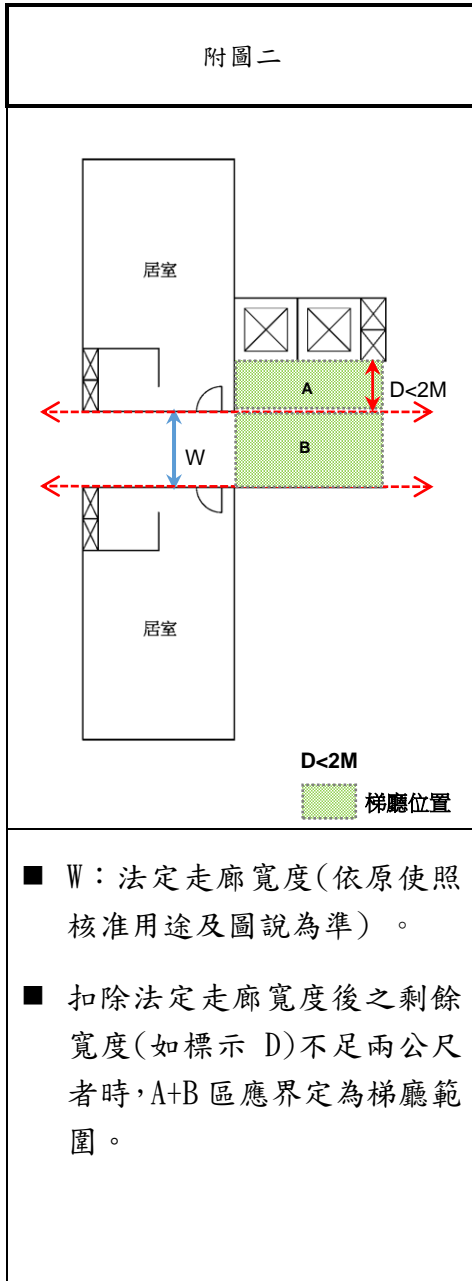 附圖二
居室
A
D<2M
W
B
居室
D<2M
梯廳位置
■ W：法定走廊寬度(依原使照
核准用途及圖說為準) 。
■ 扣除法定走廊寬度後之剩餘
寬度(如標示 D)不足兩公尺
者時，A+B 區應界定為梯廳範
圍。